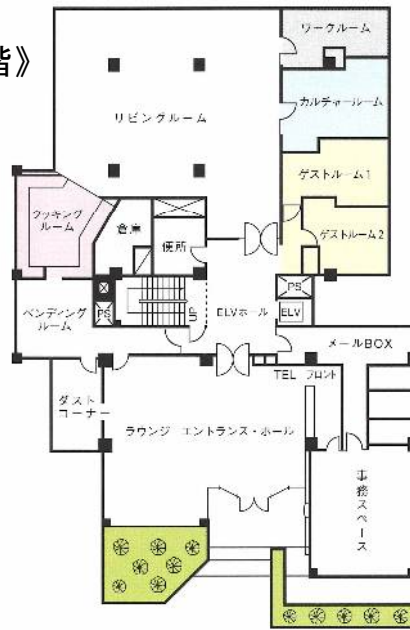 階》
ワークルーム
カルチャールーム
リビングルーム
ゲストルーム1
ゲストルーム2
クッキング
ルーム
倉庫
便所
PS
ELV
PS
UP
ELVホール
ベンディング
ルーム
メールBOX
TEL フロント
ダスト
コーナー
ラウンジ エントランス・ホール
事務スペース